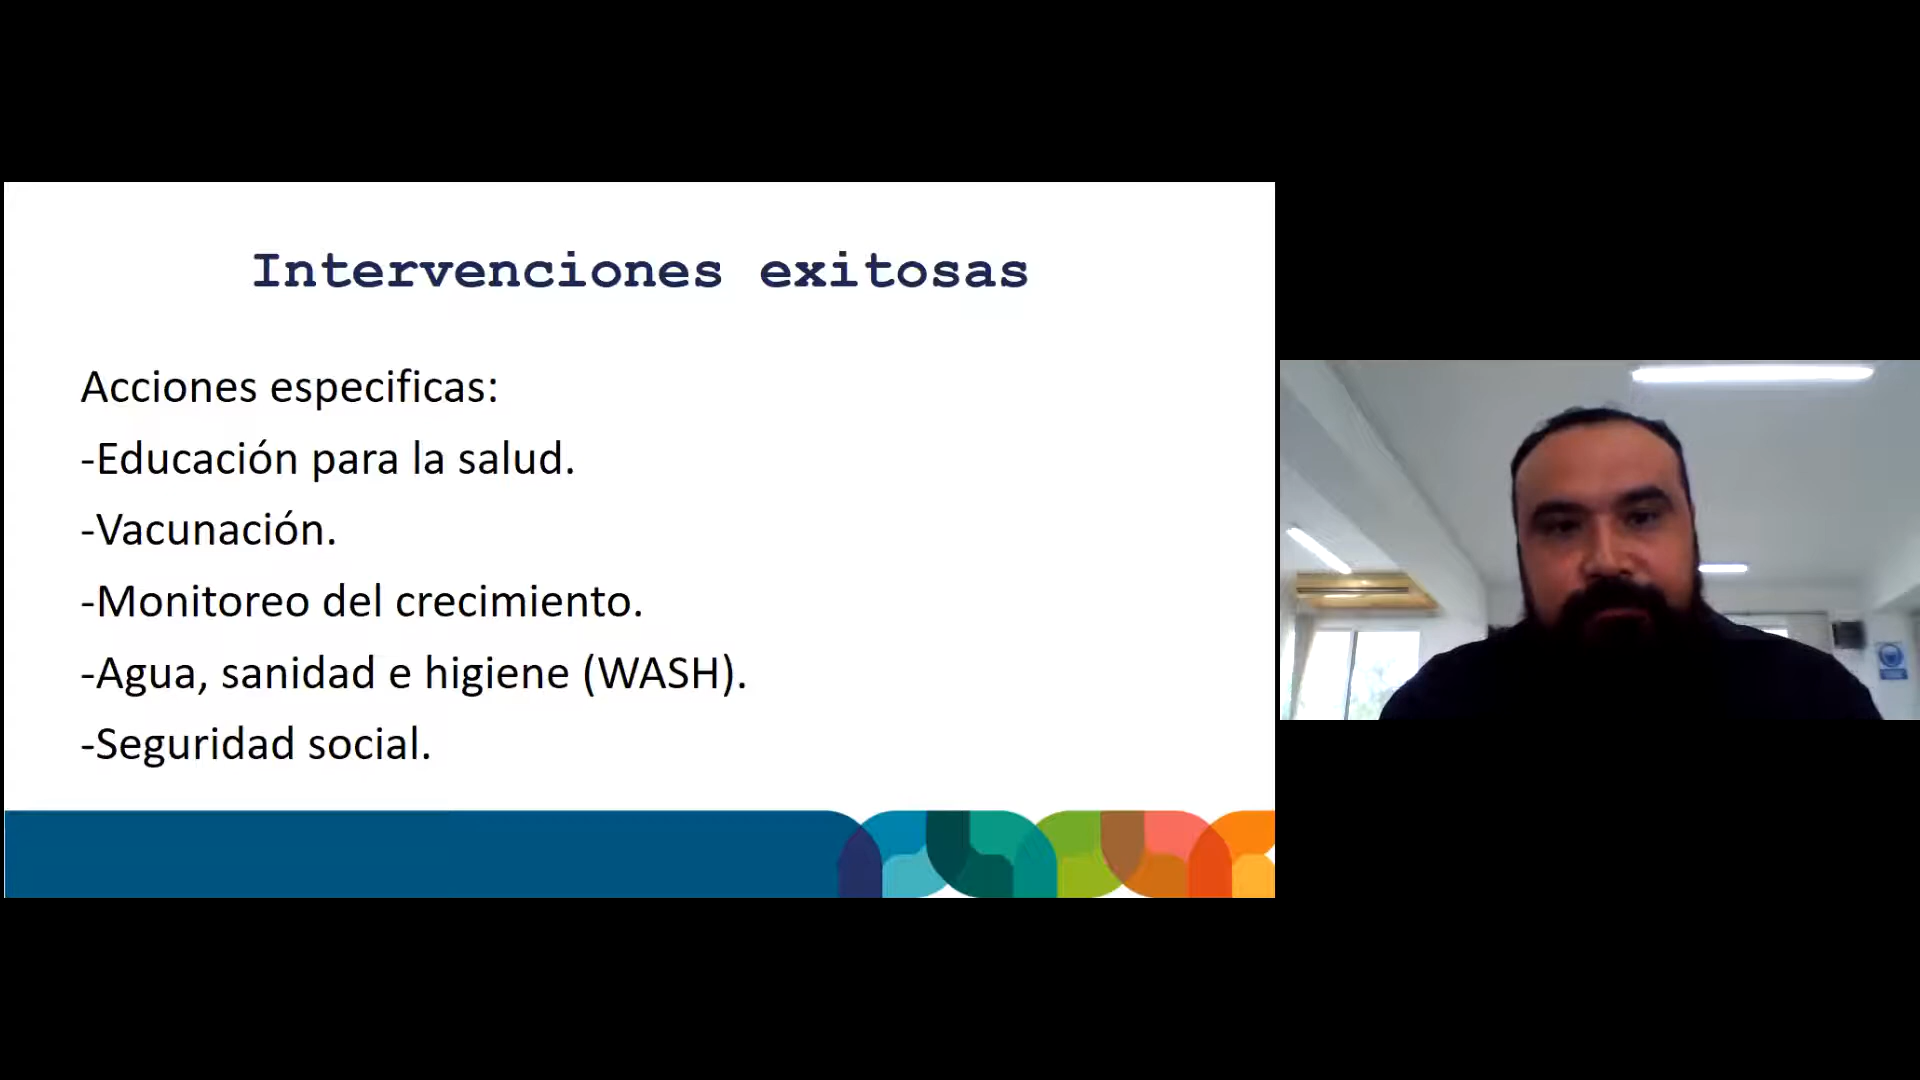 Intervenciones exitosas
Acciones especificas:
-Educación para la salud.
-Vacunación.
-Monitoreo del crecimiento.
-Agua, sanidad e higiene (WASH).
-Seguridad social.